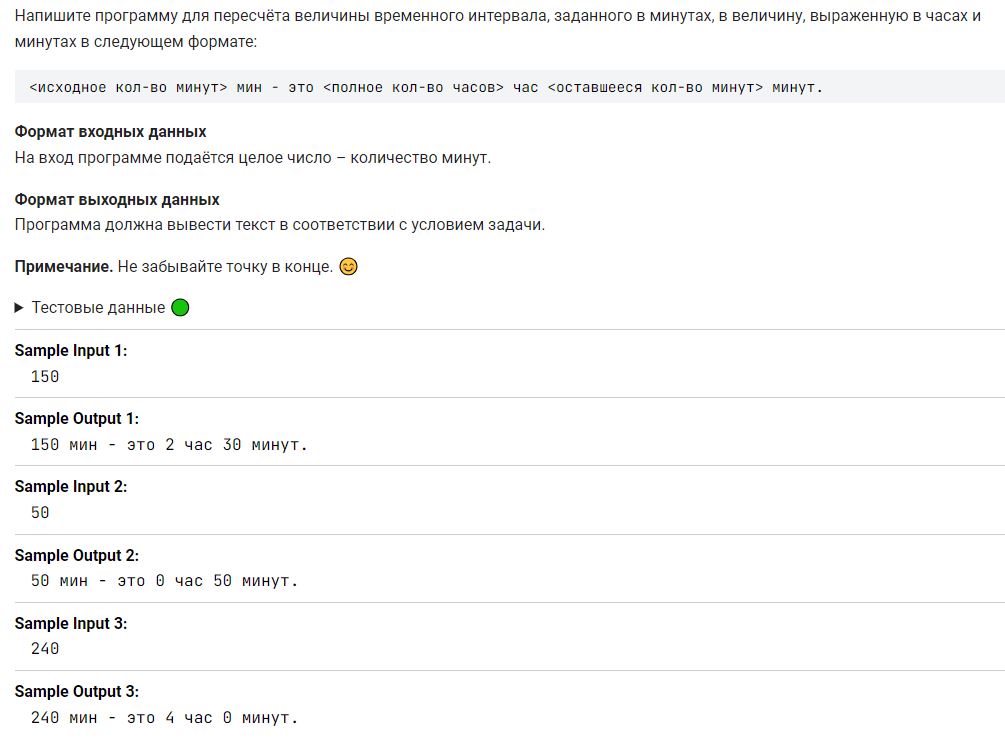 Напишите программу для пересчёта величины временного интервала, заданного в минутах, в величину, выраженную в часах и
минутах в следующем формате:
<исходное кол-во минут> мин - это <полное кол-во часов> час <оставшееся кол-во минут> минут.
Формат входных данных
На вход программе подаётся целое число – количество минут.
Формат выходных данных
Программа должна вывести текст в соответствии с условием задачи.
Примечание. Не забывайте точку в конце. 😊
Тестовые данные
Sample Input 1:
150
Sample Output 1:
150 мин - это 2 час 30 минут.
Sample Input 2:
50
Sample Output 2:
50 мин - это 0 час 50 минут.
Sample Input 3:
240
Sample Output 3:
240 мин - это 4 час 0 минут.